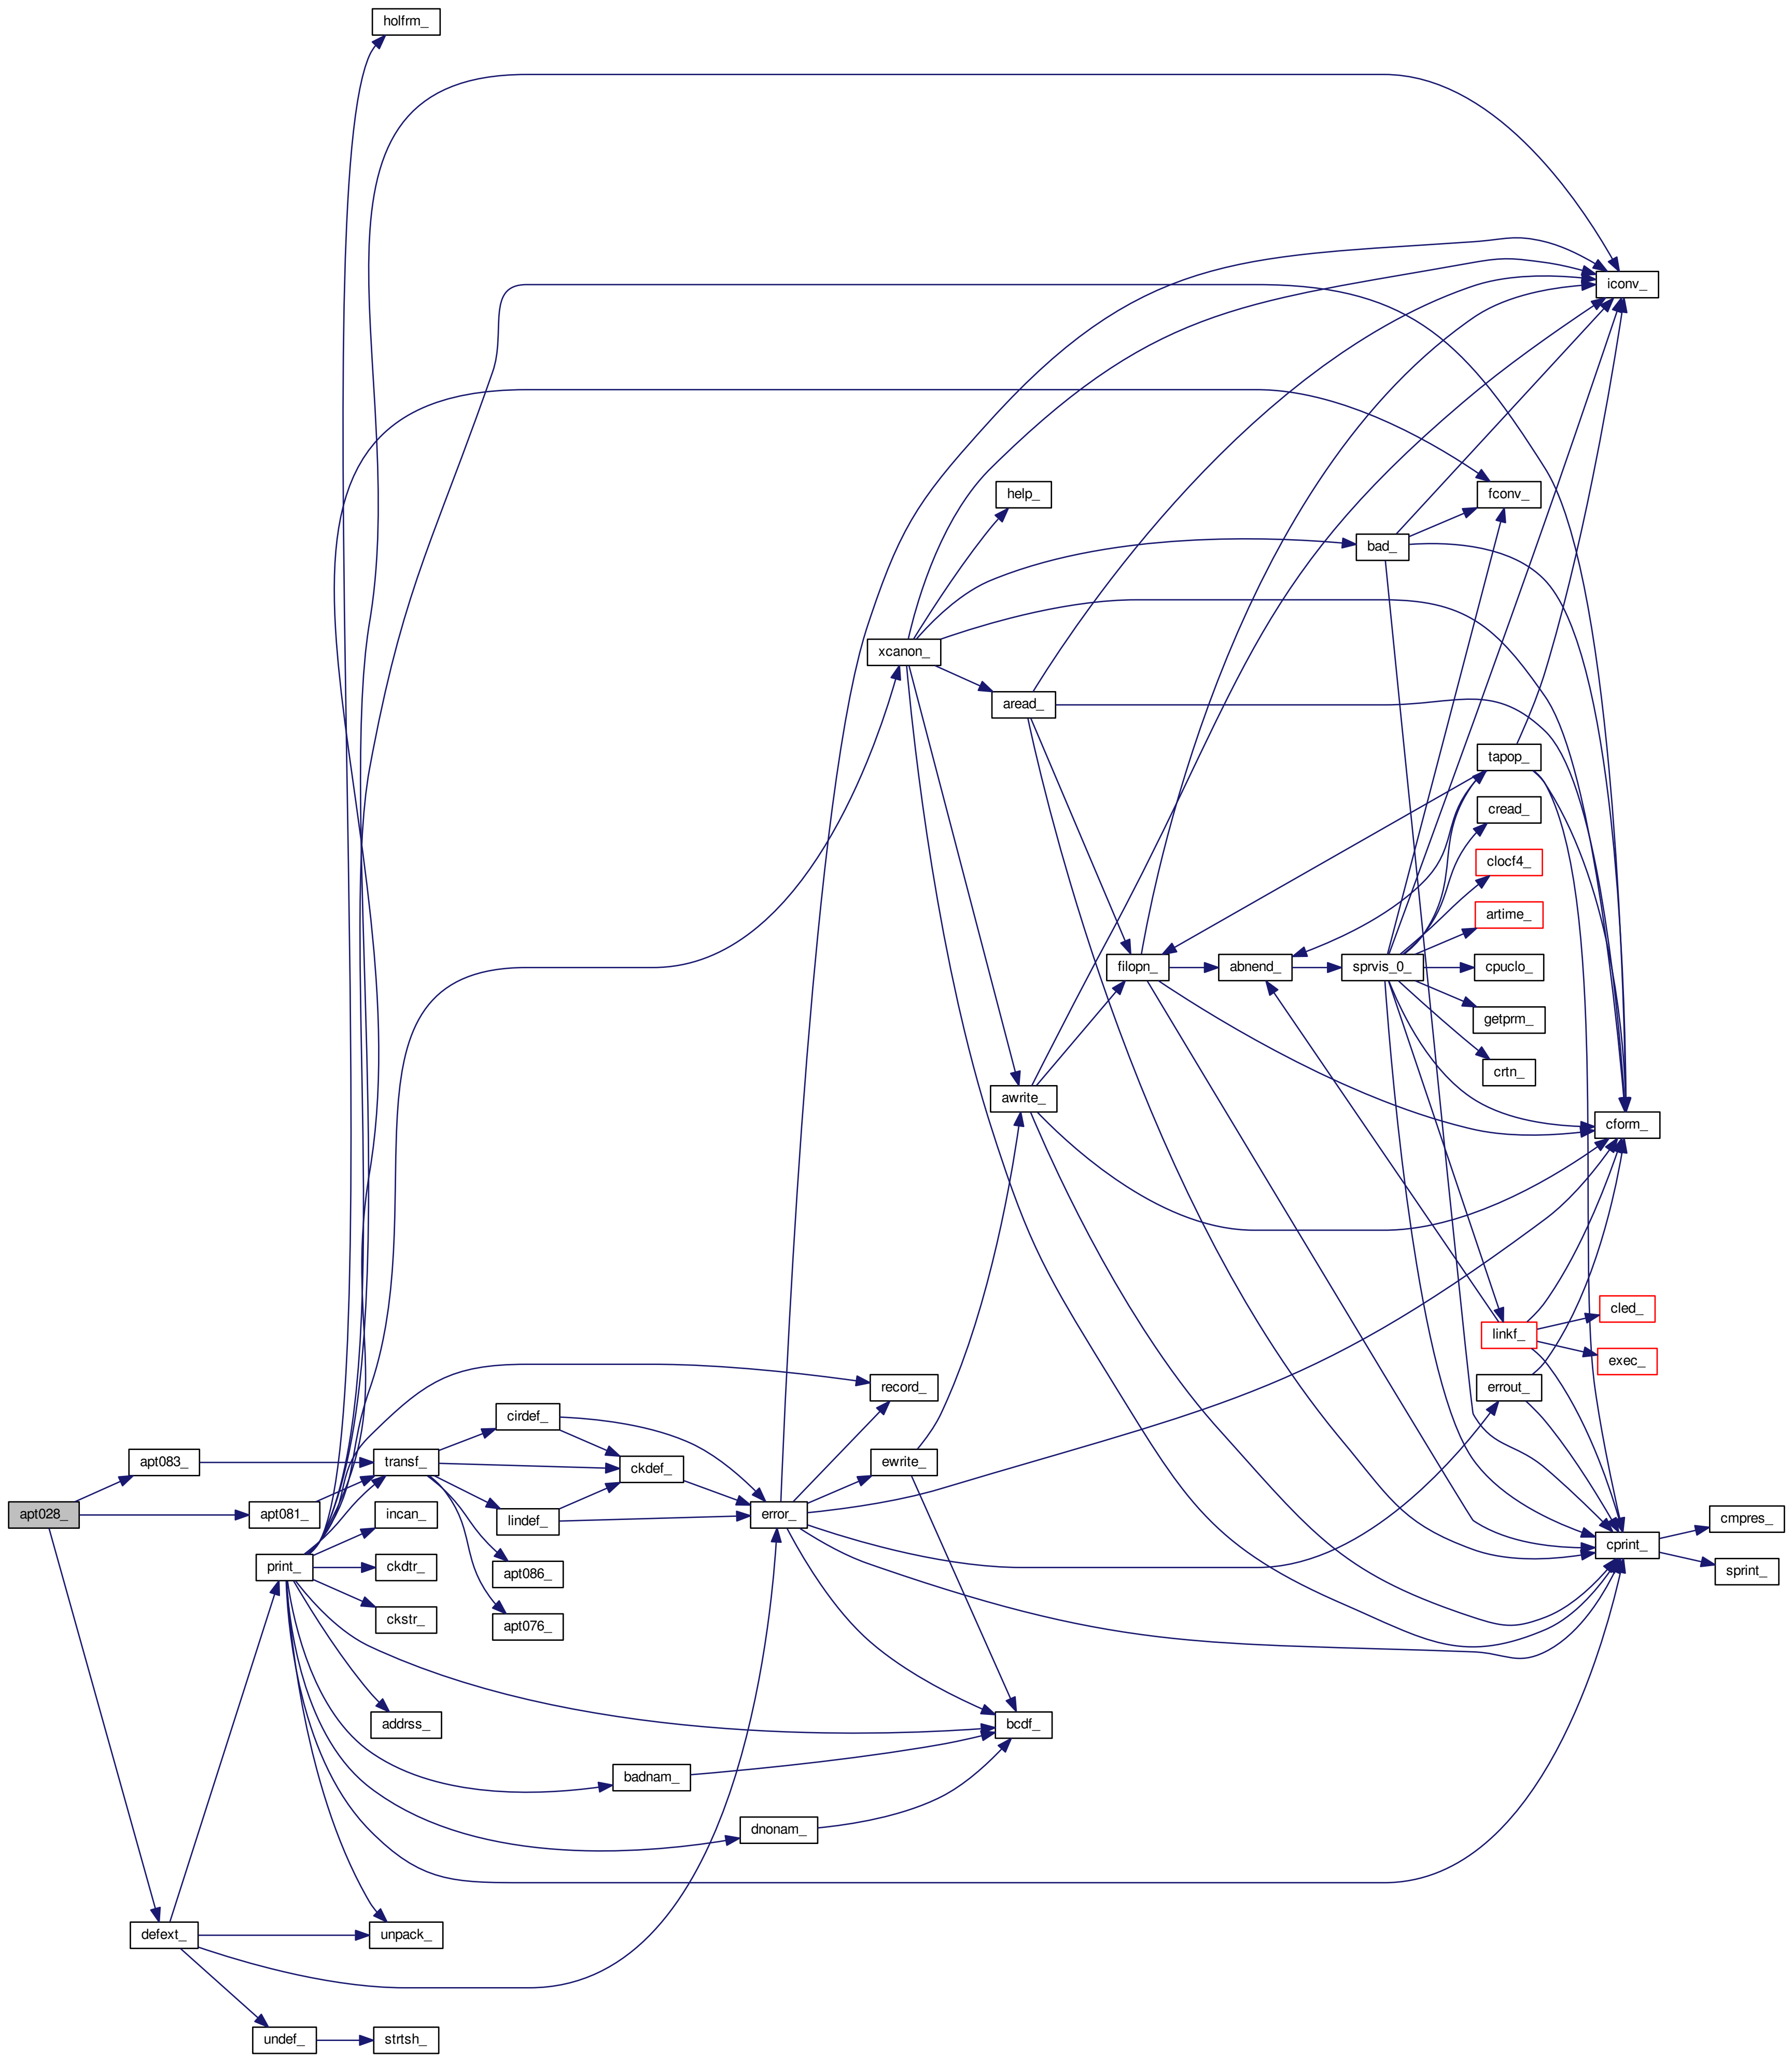 holfrm_
iconv_
help_
fconv_
bad_
xcanon_
aread_
tapop_
cread_
clocf4_
artime_
filopn_
abnend_
sprvis_0_
cpuclo_
getprm_
crtn_
awrite_
cform_
cled_
linkf_
exec_
record_
errout_
cirdef_
apt083_
transf_
ewrite_
ckdef_
apt028_
apt081_
incan_
lindef_
error_
cmpres_
cprint_
print_
ckdtr_
apt086_
sprint_
ckstr_
apt076_
addrss_
bcdf_
badnam_
dnonam_
defext_
unpack_
undef_
strtsh_